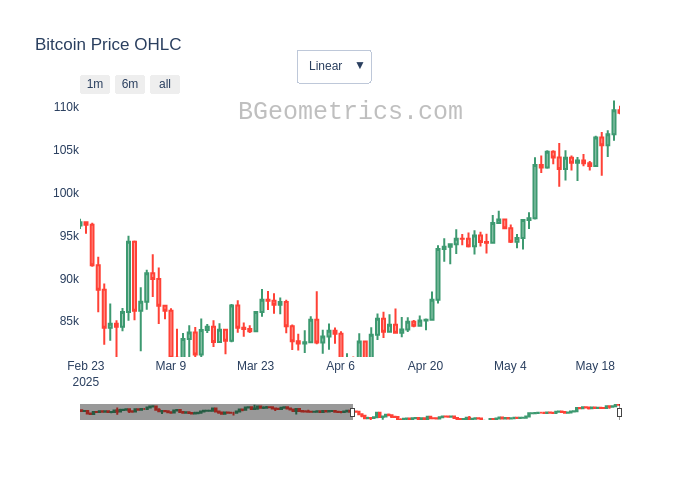 Bitcoin Price OHLC
Linear ▼
1m 6m all
BGeometrics.com
110k
105k
100k
95k
90k
85k
Feb 23 Mar 9 Mar 23 Apr 6 Apr 20 May 4 May 18
2025